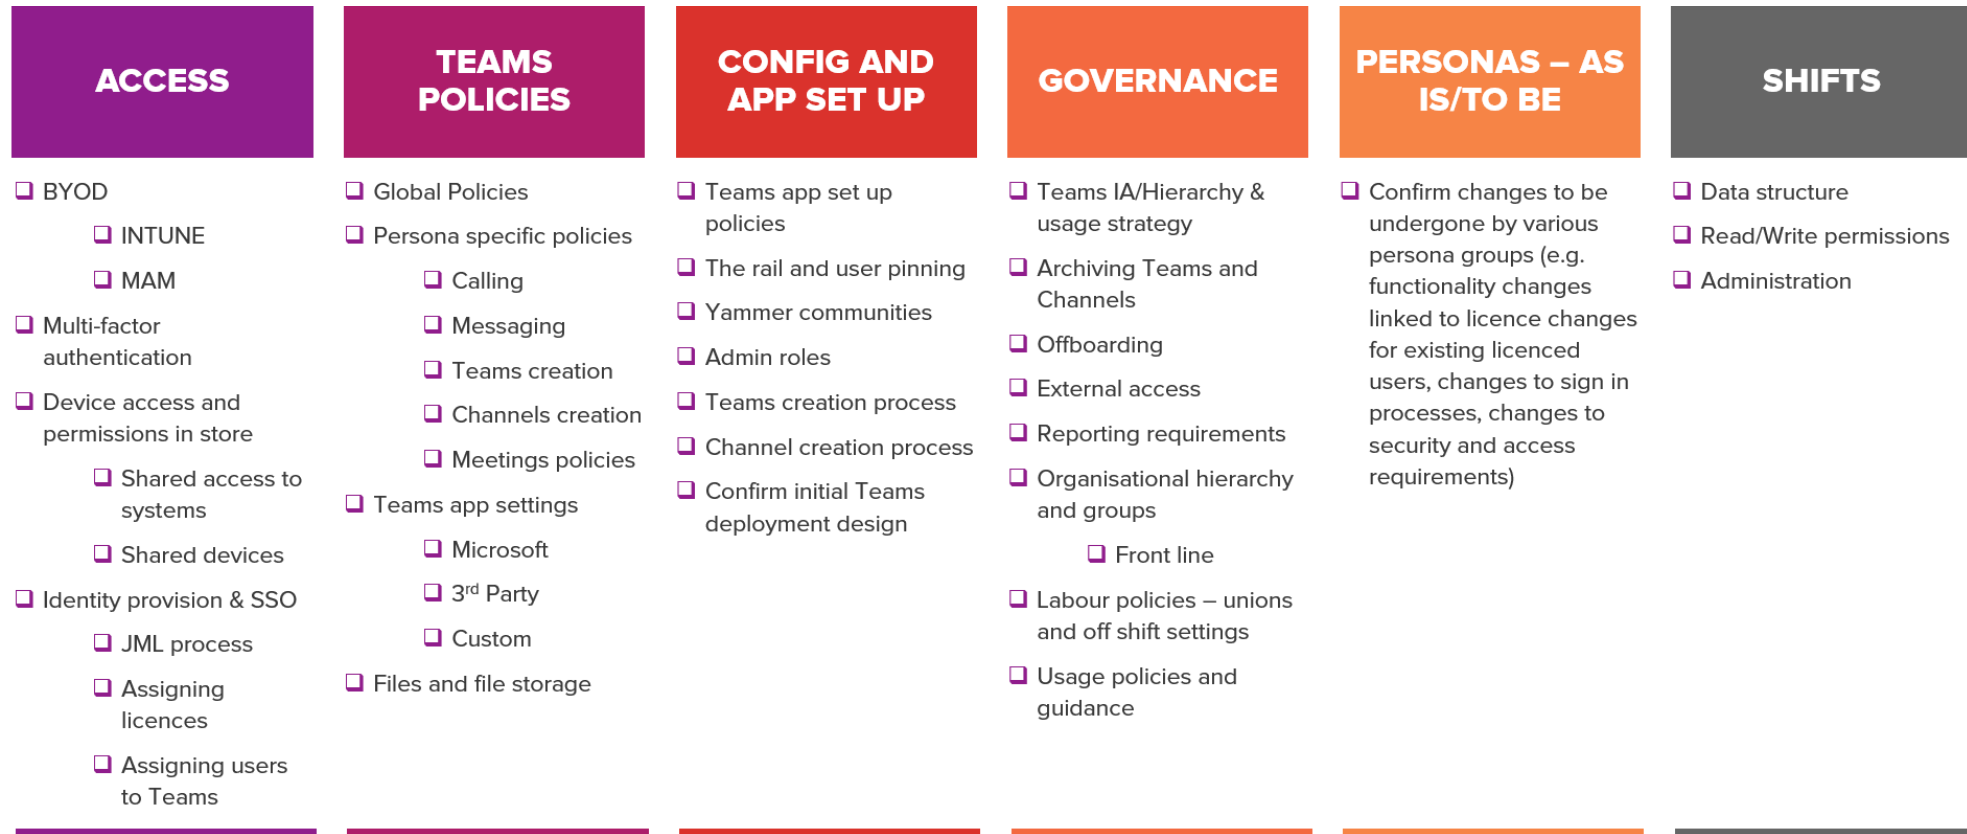 ACCESS
BYOD
INTUNE
MAM
Multi-factor
authentication
Device access and
permissions in store
Shared access to
systems
Shared devices
Identity provision & SSO
JML process
Assigning
licences
Assigning users
to Teams
TEAMS
POLICIES
Global Policies
Persona specific policies
Calling
Messaging
Teams creation
Channels creation
Meetings policies
Teams app settings
Microsoft
3rd Party
Custom
Files and file storage
CONFIG AND
APP SET UP
Teams app set up
policies
The rail and user pinning
Yammer communities
Admin roles
Teams creation process
Channel creation process
Confirm initial Teams
deployment design
GOVERNANCE
Teams IA/Hierarchy &
usage strategy
Archiving Teams and
Channels
Offboarding
External access
Reporting requirements
Organisational hierarchy
and groups
Front line
Labour policies – unions
and off shift settings
Usage policies and
guidance
PERSONAS – AS
IS/TO BE
Confirm changes to be
undergone by various
persona groups (e.g.
functionality changes
linked to licence changes
for existing licenced
users, changes to sign in
processes, changes to
security and access
requirements)
SHIFTS
Data structure
Read/Write permissions
Administration